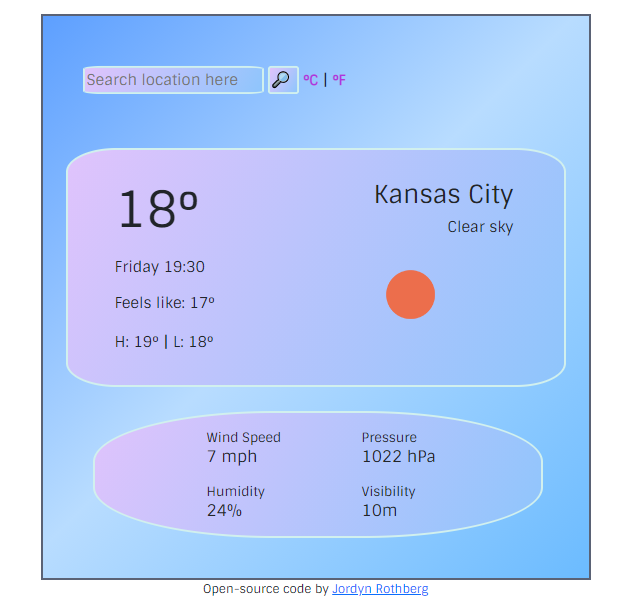 Search location here
ºC | ºF
18º
Kansas City
Clear sky
Friday 19:30
Feels like: 17º
H: 19º | L: 18º
Wind Speed
7 mph
Pressure
1022 hPa
Humidity
24%
Visibility
10m
Open-source code by Jordyn Rothberg